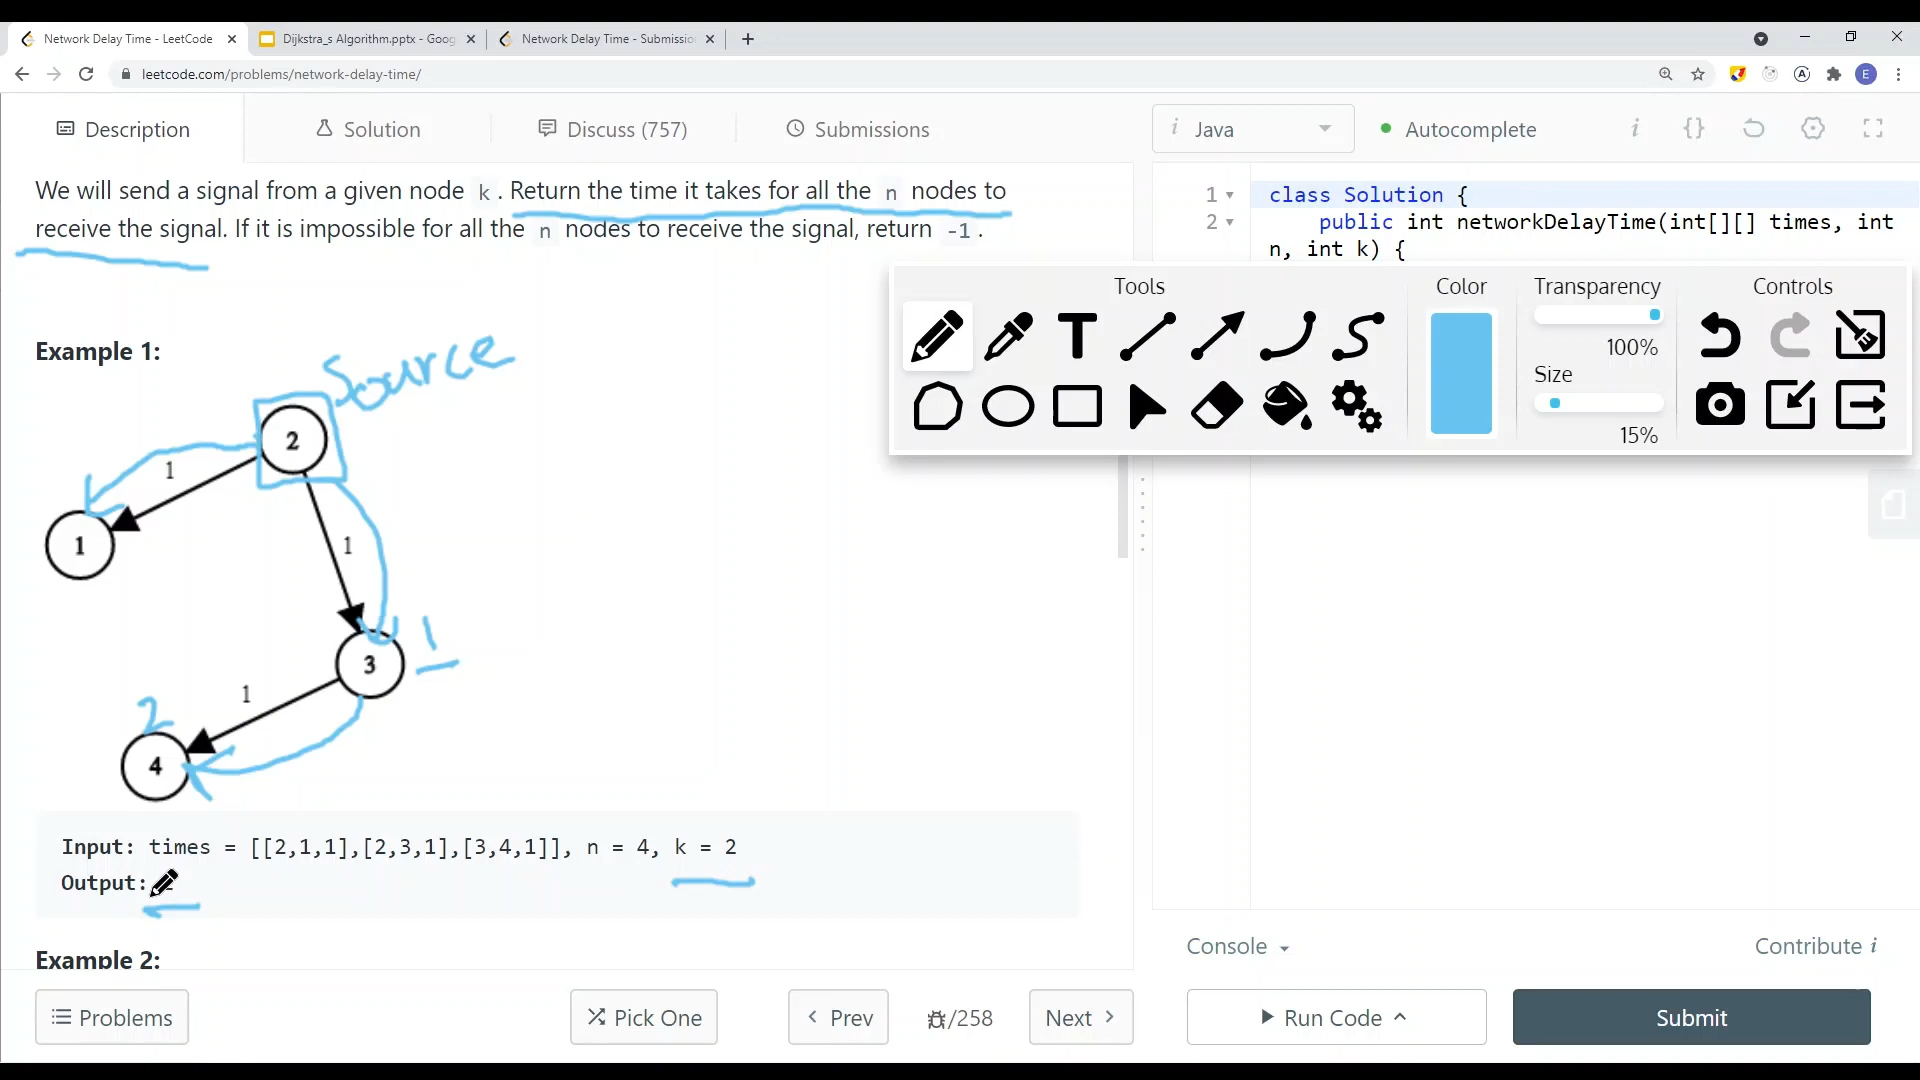 Network Delay Time - LeetCode
Dijkstra_s Algorithm.pptx - Goog
Network Delay Time - Submissio
leetcode.com/problems/network-delay-time/
E
Description
Solution
Discuss (757)
Submissions
i Java
Autocomplete
We will send a signal from a given node k . Return the time it takes for all the n nodes to
receive the signal. If it is impossible for all the n nodes to receive the signal, return -1 .
1
class Solution {
2
public int networkDelayTime(int[][] times, int
n, int k) {
Tools
Color
Transparency
100%
Size
15%
Controls
Example 1:
Source
2
1
1
1
3
1
1
2
4
Input: times = [[2,1,1],[2,3,1],[3,4,1]], n = 4, k = 2
Output:
Example 2:
Console
Contribute i
Problems
Pick One
Prev
/258
Next
Run Code
Submit